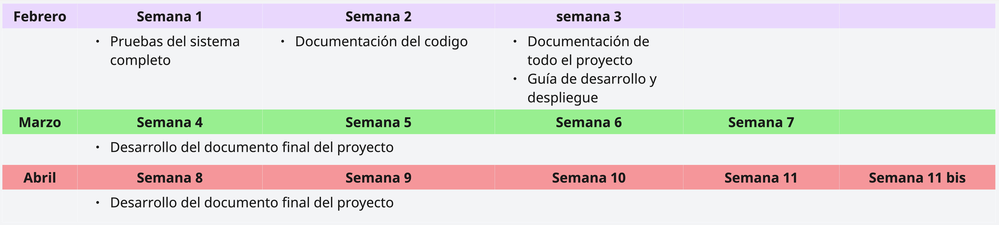 Febrero Semana 1 Semana 2 semana 3
• Pruebas del sistema • Documentación del codigo • Documentación de
completo todo el proyecto
• Guía de desarrollo y
despliegue
Marzo Semana 4 Semana 5 Semana 6 Semana 7
• Desarrollo del documento final del proyecto
Abril Semana 8 Semana 9 Semana 10 Semana 11 Semana 11 bis
• Desarrollo del documento final del proyecto